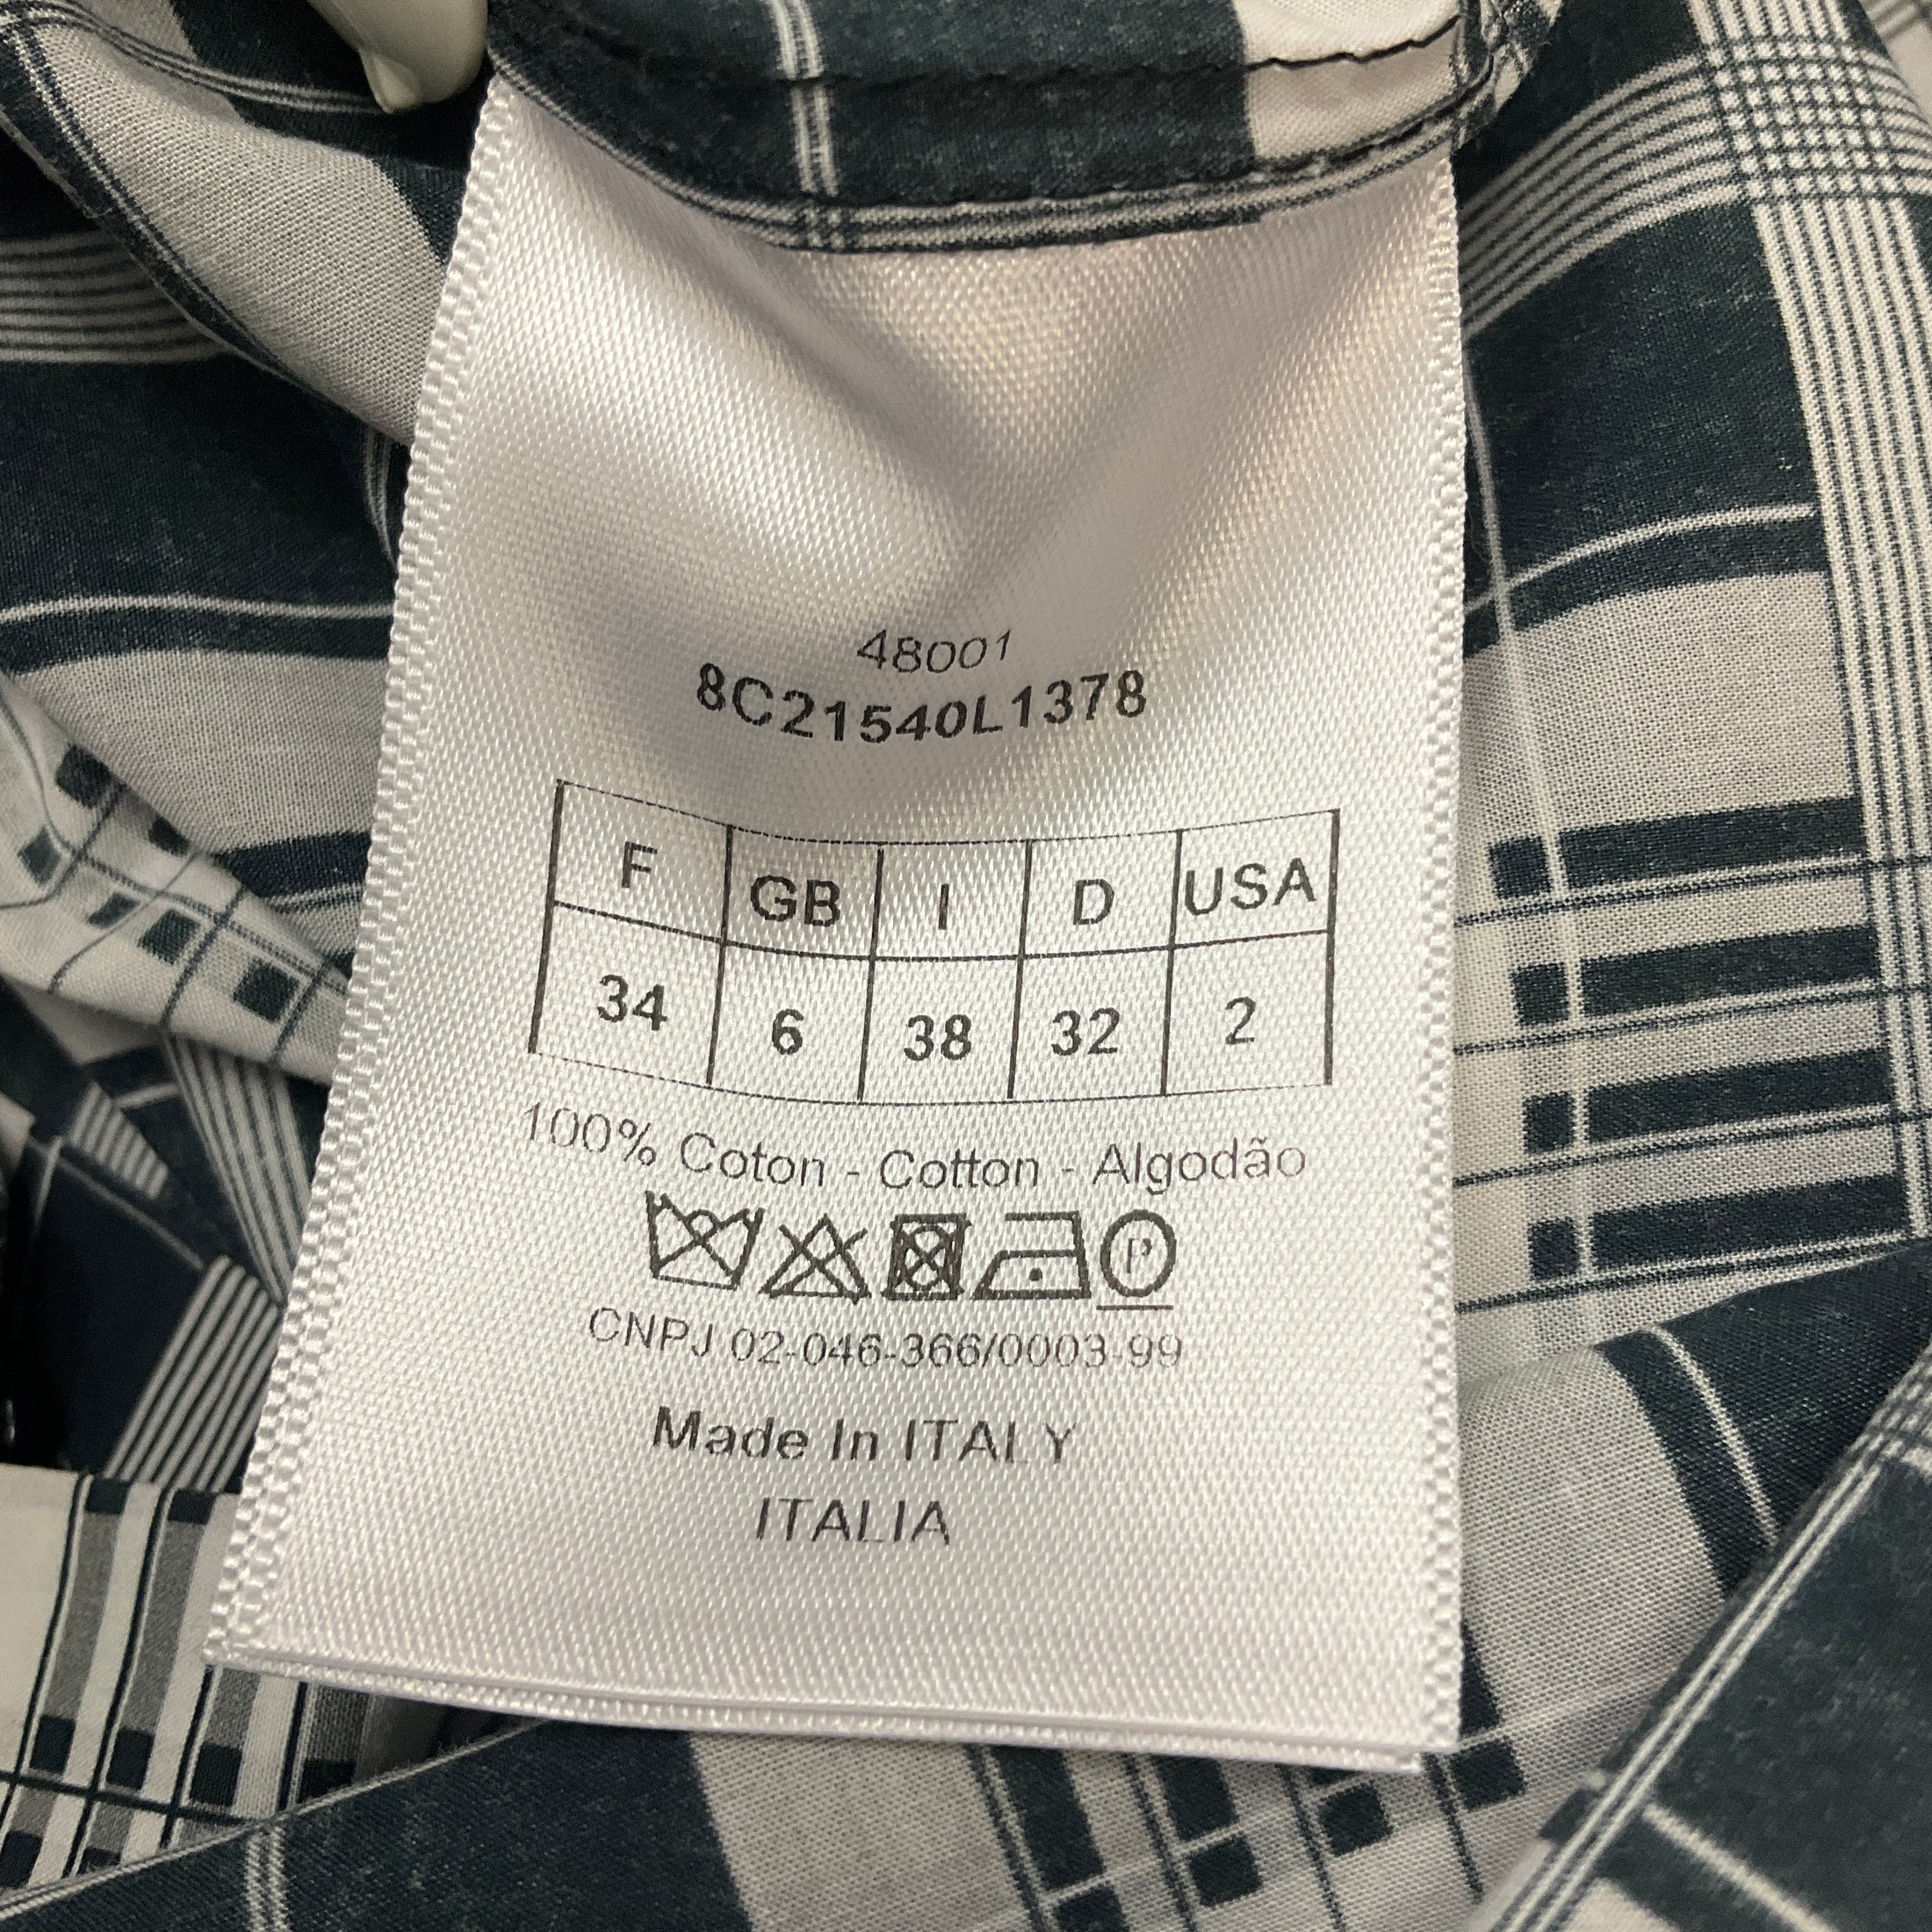 48001
8C21540L1378
F GB I D USA
34 6 38 32 2
100% Coton - Cotton - Algodão
P
CNPJ 02-046-366/0003-99
Made In ITALY
ITALIA